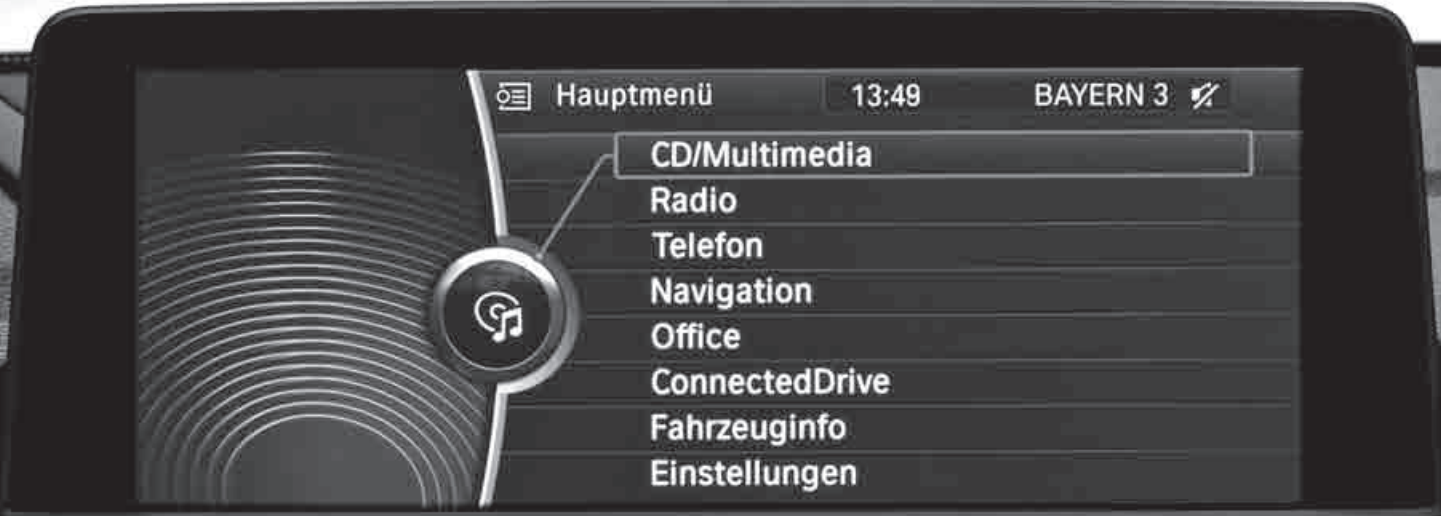 Hauptmenü 13:49 BAYERN 3
CD/Multimedia
Radio
Telefon
Navigation
Office
ConnectedDrive
Fahrzeuginfo
Einstellungen